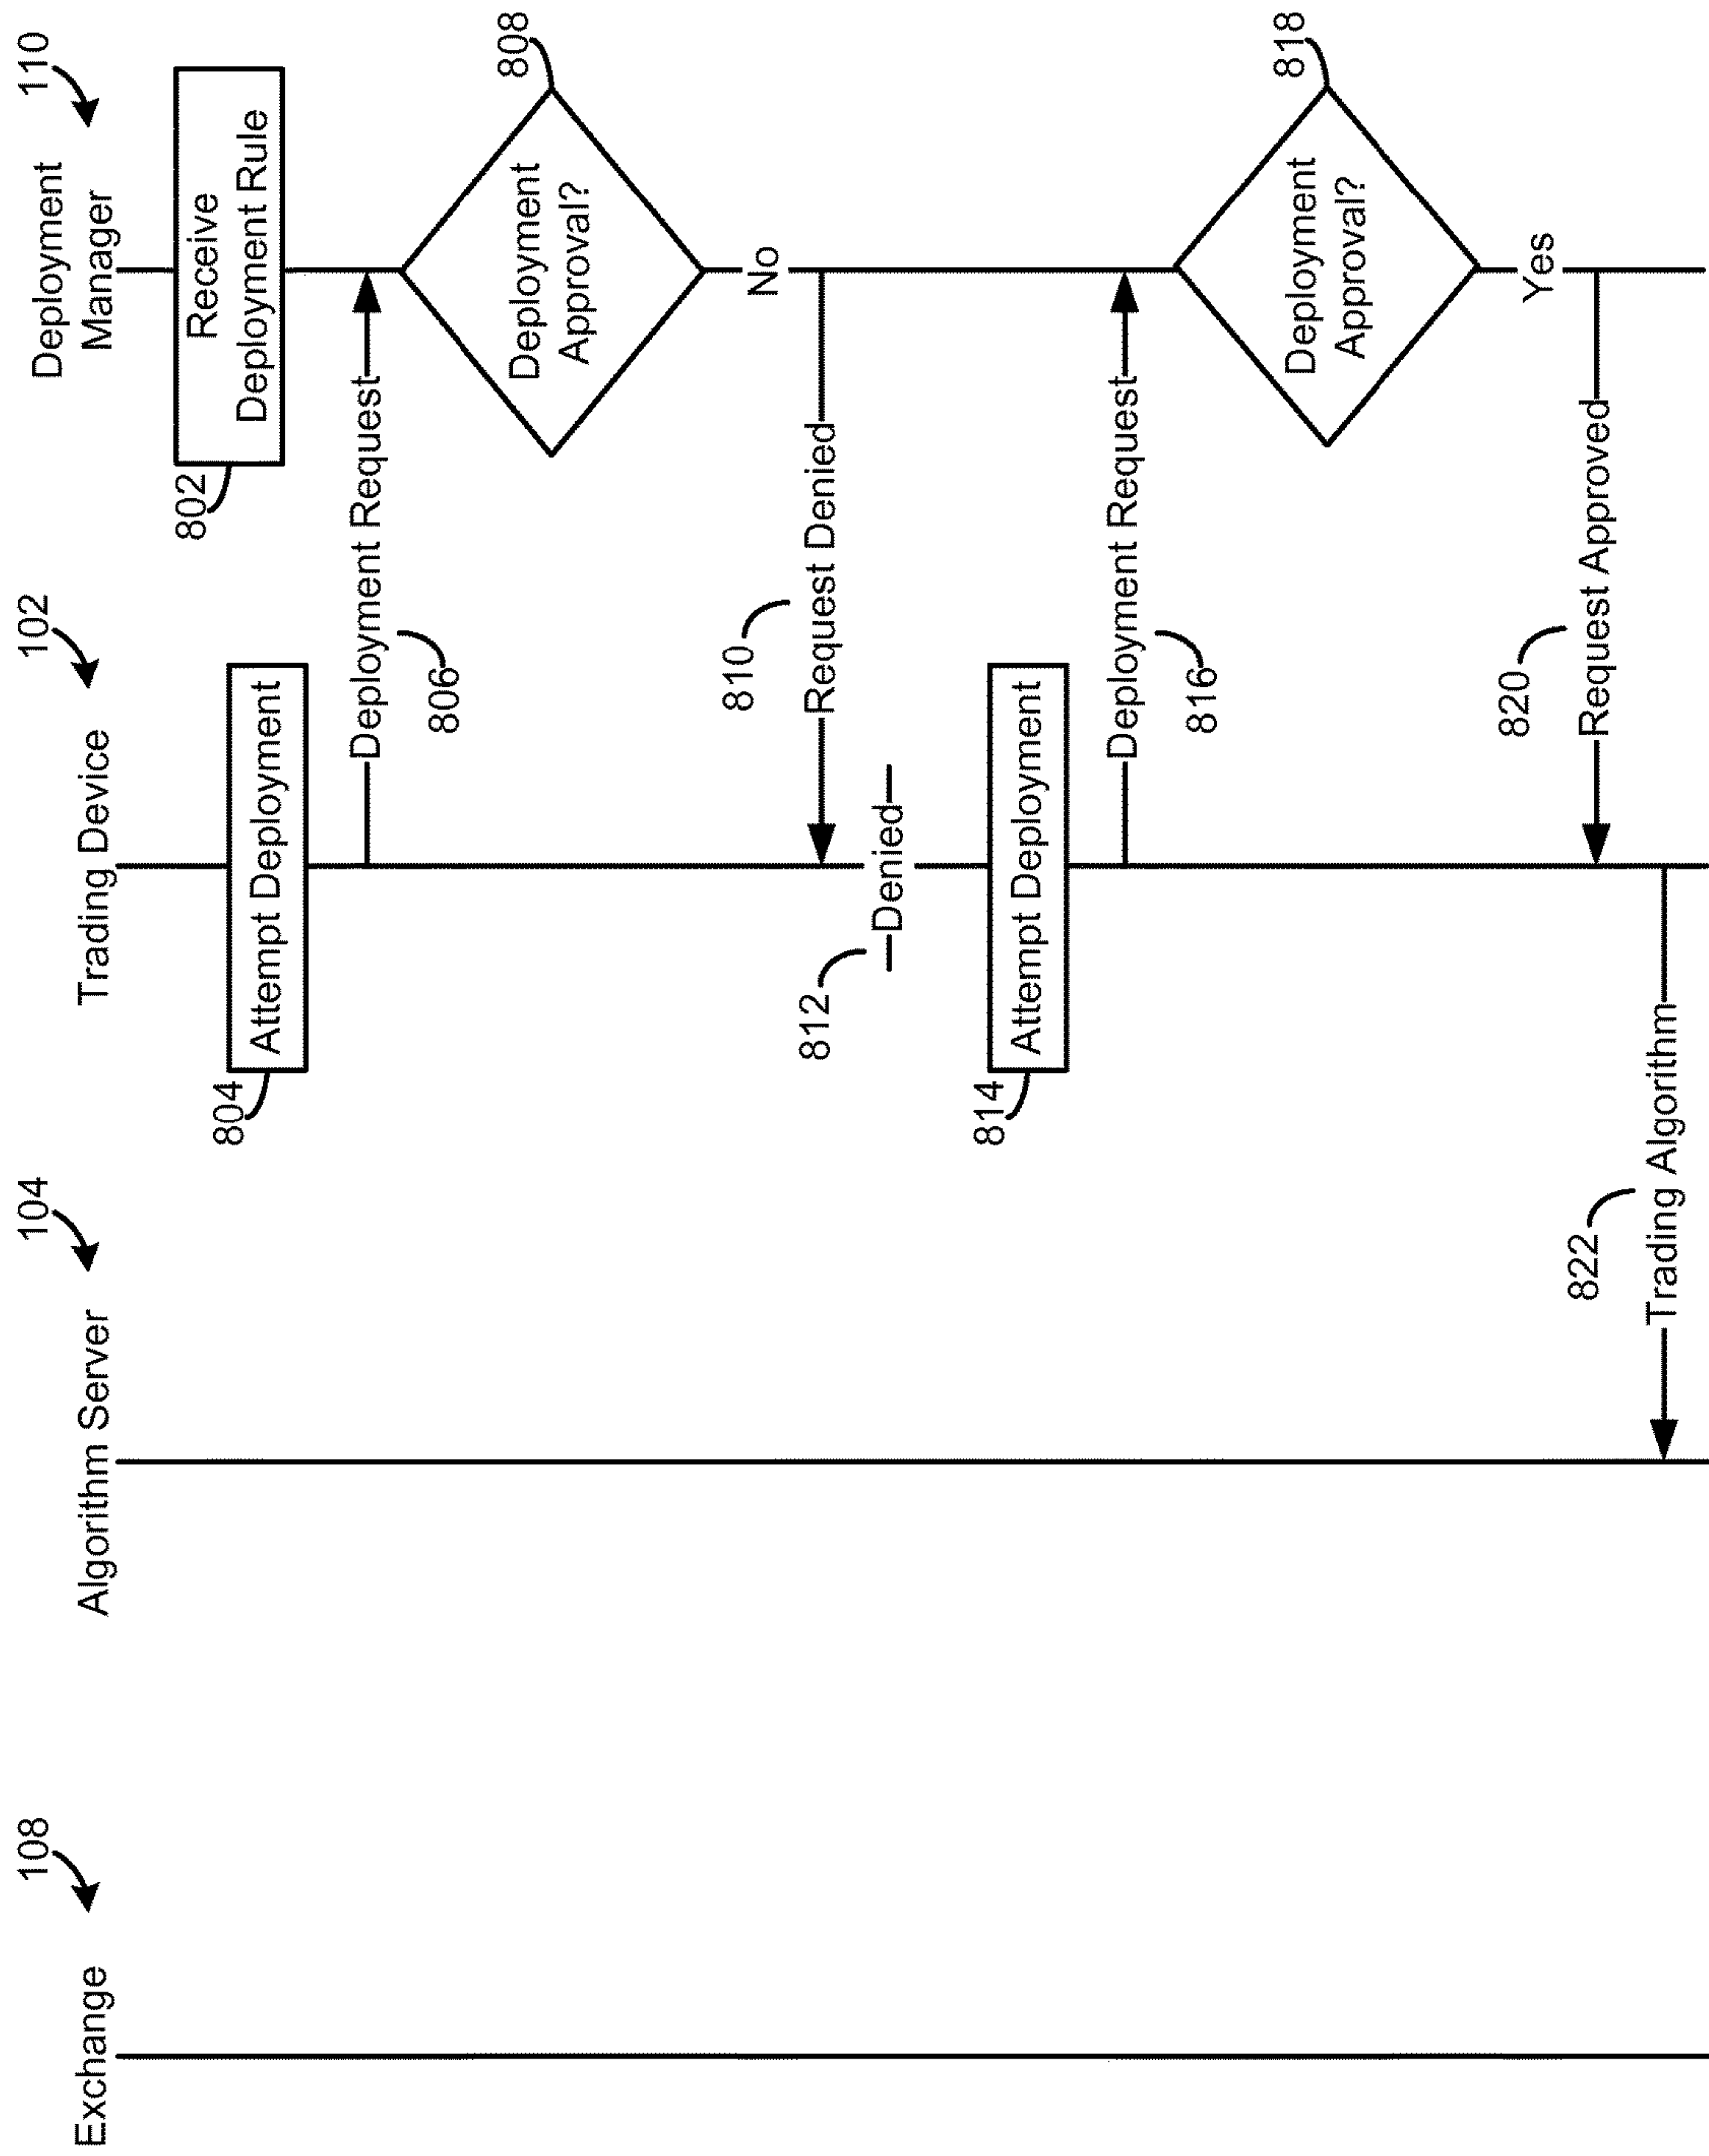 108
104
102
110
Exchange
Algorithm Server
Trading Device
Deployment
Manager
802
Receive
Deployment Rule
804
Attempt Deployment
Deployment Request
806
808
Deployment
Approval?
No
810
Request Denied
812
Denied
814
Attempt Deployment
Deployment Request
816
818
Deployment
Approval?
Yes
820
Request Approved
822
Trading Algorithm